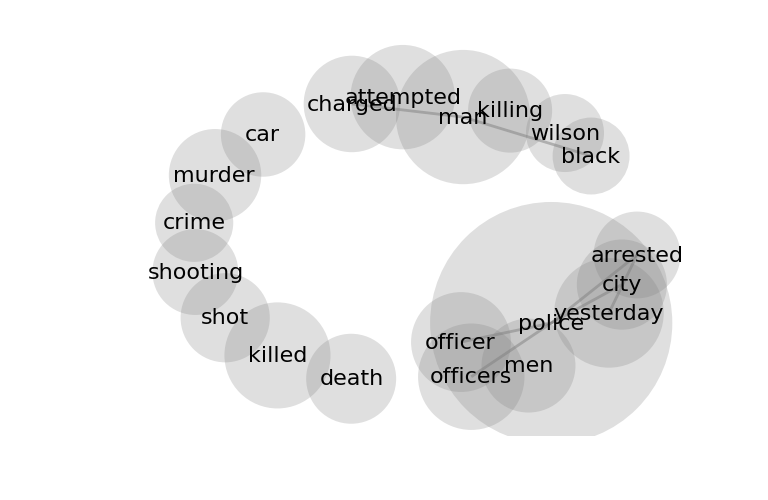 attempted
charged
killing
man
car
wilson
black
murder
crime
arrested
shooting
city
yesterday
shot
police
officer
killed
men
officers
death